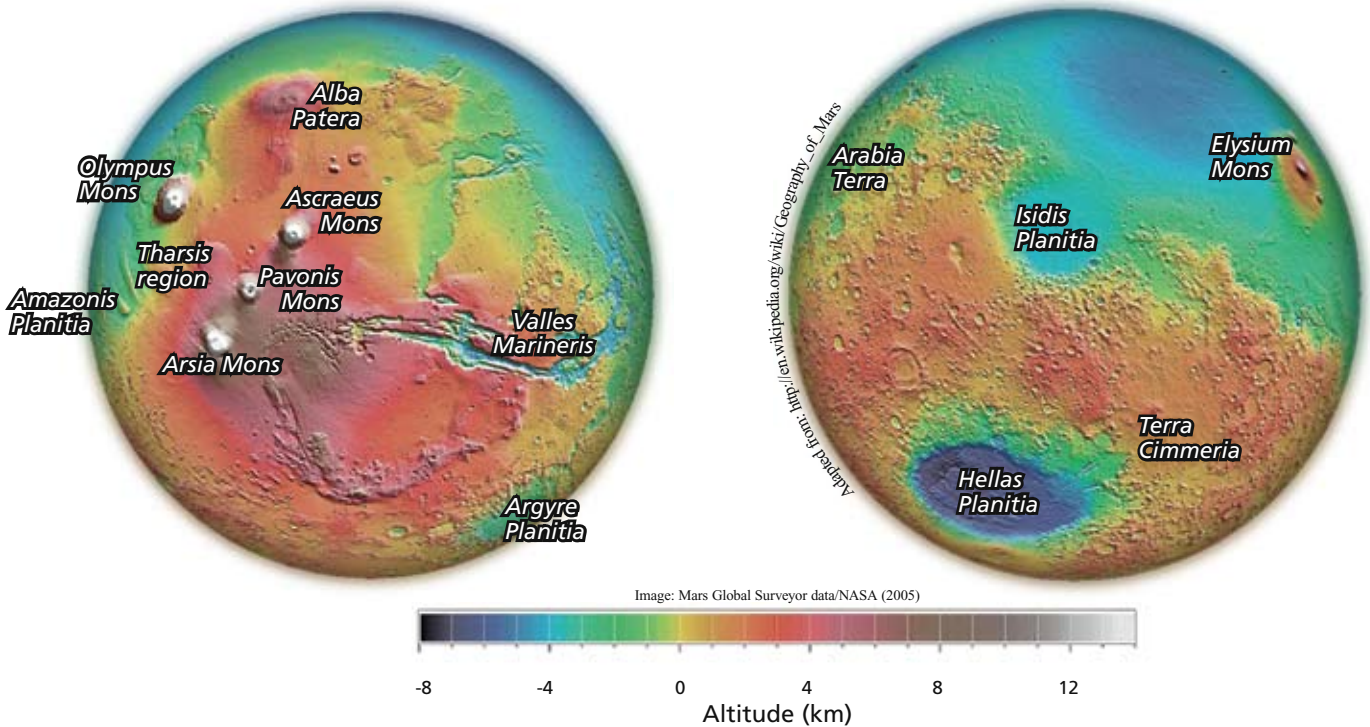 Alba
Patera
Olympus
Mons
Ascraeus
Mons
Tharsis
region
Pavonis
Mons
Amazonis
Planitia
Arsia Mons
Valles
Marineris
Argyre
Planitia
Adapted from: http://en.wikipedia.org/wiki/Geography_of_Mars
Arabia
Terra
Elysium
Mons
Isidis
Planitia
Terra
Cimmeria
Hellas
Planitia
Image: Mars Global Surveyor data/NASA (2005)
-8 -4 0 4 8 12
Altitude (km)